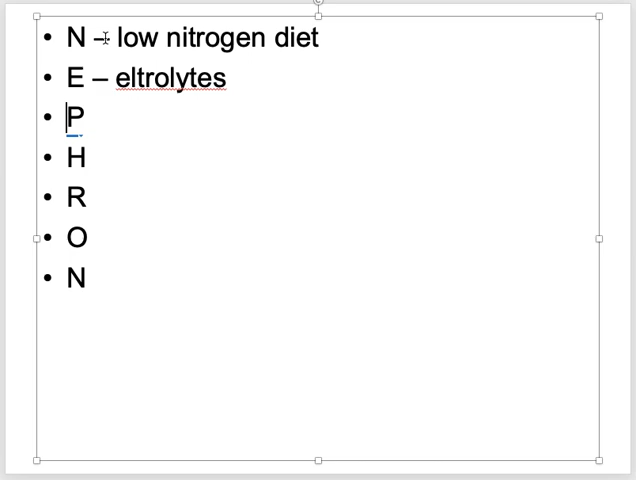 • N – low nitrogen diet
• E – eltrolytes
• P
• H
• R
• O
• N